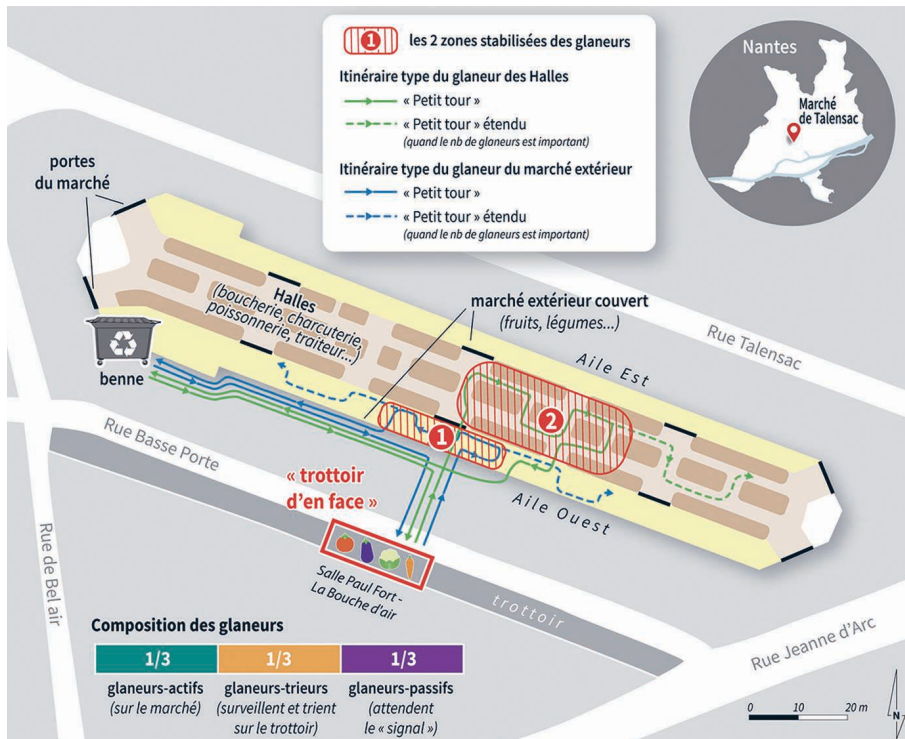 1 les 2 zones stabilisées des glaneurs
Itinéraire type du glaneur des Halles
« Petit tour »
« Petit tour » étendu
(quand le nb de glaneurs est important)
Itinéraire type du glaneur du marché extérieur
« Petit tour »
« Petit tour » étendu
(quand le nb de glaneurs est important)
Nantes
Marché
de Talensac
portes
du marché
Halles
(boucherie, charcuterie,
poissonnerie, traiteur...)
marché extérieur couvert
(fruits, légumes...)
Rue Talensac
Aile Est
benne
1
2
Rue Basse Porte
« trottoir
d'en face »
Aile Ouest
Rue de Bel air
Salle Paul Fort -
La Bouche d'air
trottoir
Rue Jeanne d'Arc
Composition des glaneurs
1/3
1/3
1/3
glaneurs-actifs
(sur le marché)
glaneurs-trieurs
(surveillent et trient
sur le trottoir)
glaneurs-passifs
(attendent
le « signal »)
0 10 20 m
N